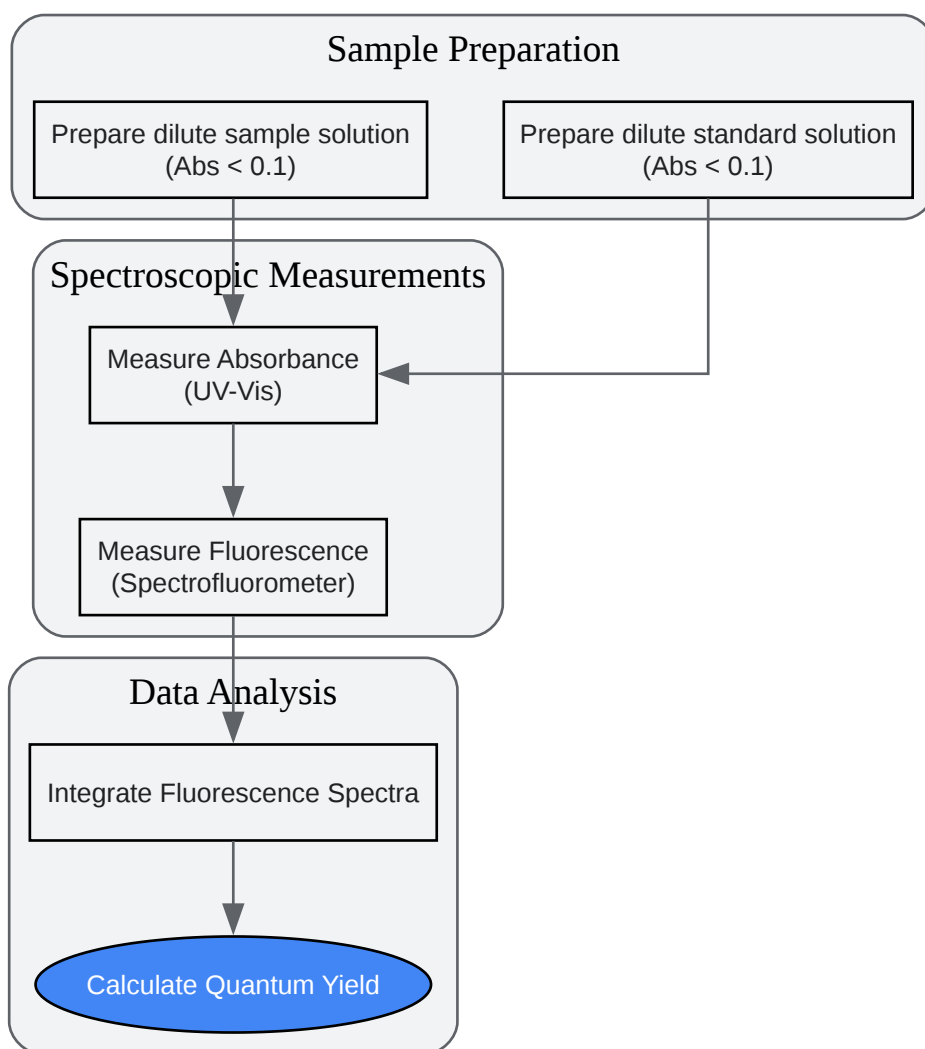 Sample Preparation
Prepare dilute sample solution
(Abs < 0.1)
Prepare dilute standard solution
(Abs < 0.1)
Spectroscopic Measurements
Measure Absorbance
(UV-Vis)
Measure Fluorescence
(Spectrofluorometer)
Data Analysis
Integrate Fluorescence Spectra
Calculate Quantum Yield